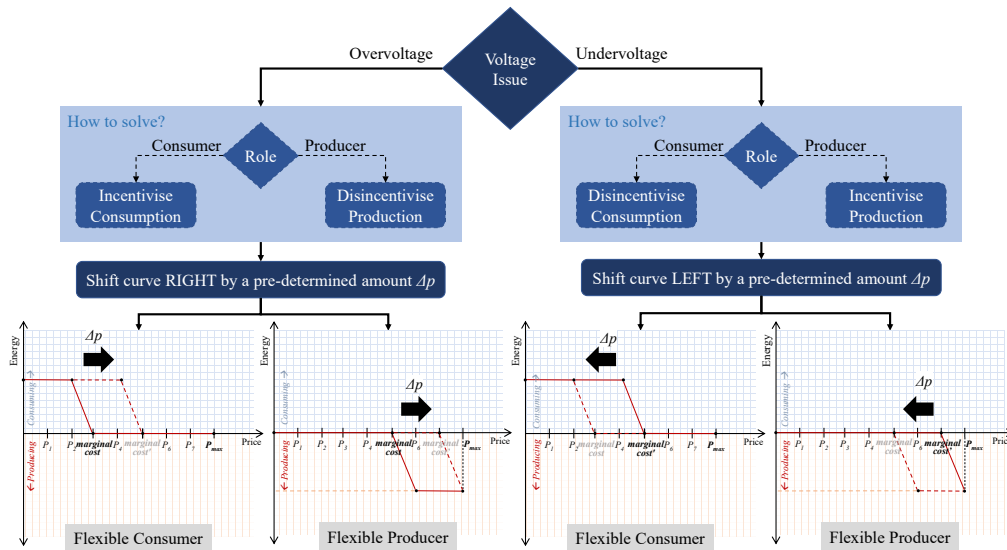 Overvoltage
Voltage
Issue
Undervoltage
How to solve?
Consumer
Role
Producer
Incentivise
Consumption
Disincentivise
Production
How to solve?
Consumer
Role
Producer
Disincentivise
Consumption
Incentivise
Production
Shift curve RIGHT by a pre-determined amount Δp
Shift curve LEFT by a pre-determined amount Δp
Energy
Consuming →
← Producing
Δp
P1 P2 marginal cost P4 marginal cost' P6 P7 Pmax Price
Flexible Consumer
Energy
Consuming →
← Producing
Δp
P1 P2 P3 P4 marginal cost P6 marginal cost' Pmax Price
Flexible Producer
Energy
Consuming →
← Producing
Δp
P1 P2 marginal cost P4 marginal cost' P6 P7 Pmax Price
Flexible Consumer
Energy
Consuming →
← Producing
Δp
P1 P2 P3 P4 marginal cost P6 marginal cost' Pmax Price
Flexible Producer